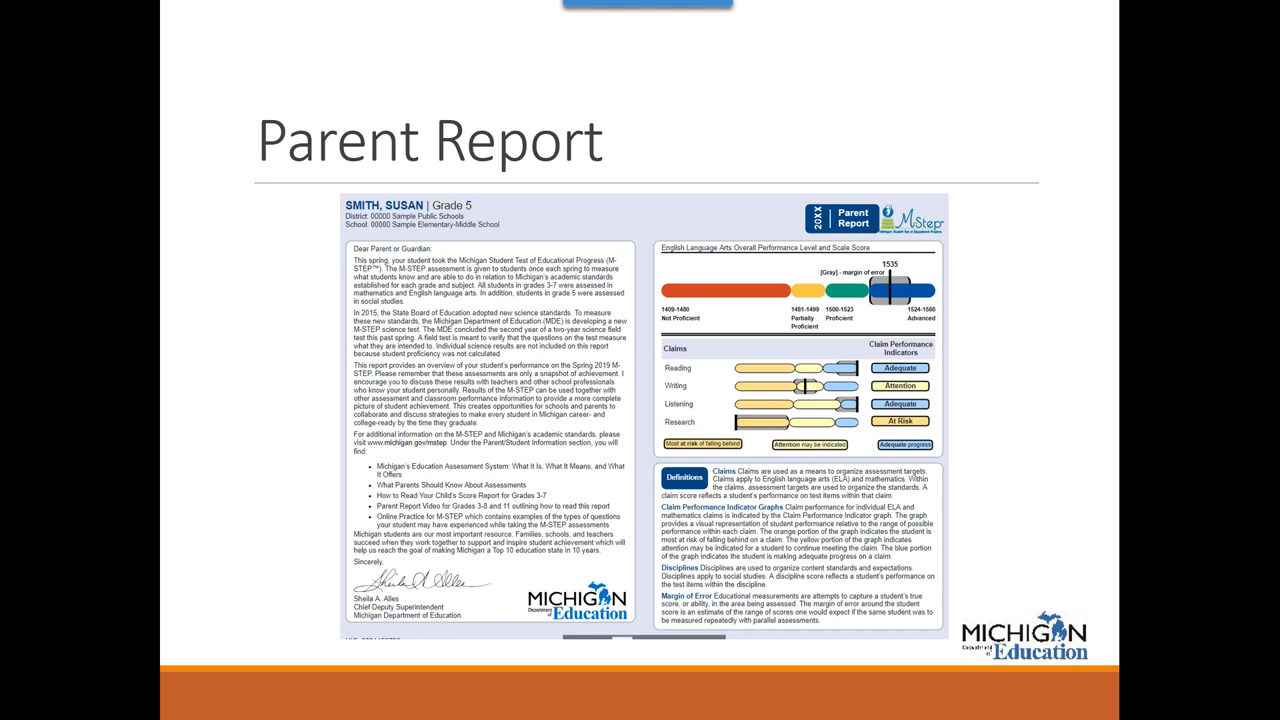 Parent Report
SMITH, SUSAN | Grade 5
District: 00000 Sample Public Schools
School: 00000 Sample Elementary-Middle School
20XX
Parent
Report
MStep
Dear Parent or Guardian:
This spring, your student took the Michigan Student Test of Educational Progress (M-
STEP™). The M-STEP assessment is given to students once each spring to measure
what students know and are able to do in relation to Michigan's academic standards
established for each grade and subject. All students in grades 3-7 were assessed in
mathematics and English language arts. In addition, students in grade 5 were assessed
in social studies.
In 2015, the State Board of Education adopted new science standards. To measure
these new standards, the Michigan Department of Education (MDE) is developing a new
M-STEP science test. The MDE concluded the second year of a two-year science field
test this past spring. A field test is meant to verify that the questions on the test measure
what they are intended to. Individual science results are not included on this report
because student proficiency was not calculated.
This report provides an overview of your student's performance on the Spring 2019 M-
STEP. Please remember that these assessments are only a snapshot of achievement. I
encourage you to discuss these results with teachers and other school professionals
who know your student personally. Results of the M-STEP can be used together with
other assessment and classroom performance information to provide a more complete
picture of student achievement. This creates opportunities for schools and parents to
collaborate and discuss strategies to make every student in Michigan career- and
college-ready by the time they graduate.
For additional information on the M-STEP and Michigan's academic standards, please
visit www.michigan.gov/mstep. Under the Parent/Student Information section, you will
find:
• Michigan's Education Assessment System: What It Is, What It Means, and What
It Offers
• What Parents Should Know About Assessments
• How to Read Your Child's Score Report for Grades 3-7
• Parent Report Video for Grades 3-8 and 11 outlining how to read this report
• Online Practice for M-STEP which contains examples of the types of questions
your student may have experienced while taking the M-STEP assessments
Michigan students are our most important resource. Families, schools, and teachers
succeed when they work together to support and inspire student achievement which will
help us reach the goal of making Michigan a Top 10 education state in 10 years.
Sincerely,
Sheila A. Alles
Sheila A. Alles
Chief Deputy Superintendent
Michigan Department of Education
MICHIGAN
Department of Education
English Language Arts Overall Performance Level and Scale Score
1535
[Gray] - margin of error
1409-1480 1481-1499 1500-1523 1524-1560
Not Proficient Partially Proficient Advanced
Proficient
Claims
Claim Performance
Indicators
Reading Adequate
Writing Attention
Listening Adequate
Research At Risk
Most at risk of falling behind Attention may be indicated Adequate progress
Definitions
Claims Claims are used as a means to organize assessment targets.
Claims apply to English language arts (ELA) and mathematics. Within
the claims, assessment targets are used to organize the standards. A
claim score reflects a student's performance on test items within that claim.
Claim Performance Indicator Graphs Claim performance for individual ELA and
mathematics claims is indicated by the Claim Performance Indicator graph. The graph
provides a visual representation of student performance relative to the range of possible
performance within each claim. The orange portion of the graph indicates the student is
most at risk of falling behind on a claim. The yellow portion of the graph indicates
attention may be indicated for a student to continue meeting the claim. The blue portion
of the graph indicates the student is making adequate progress on a claim.
Disciplines Disciplines are used to organize content standards and expectations.
Disciplines apply to social studies. A discipline score reflects a student's performance on
the test items within the discipline.
Margin of Error Educational measurements are attempts to capture a student's true
score, or ability, in the area being assessed. The margin of error around the student
score is an estimate of the range of scores one would expect if the same student was to
be measured repeatedly with parallel assessments.
MICHIGAN
Department of Education